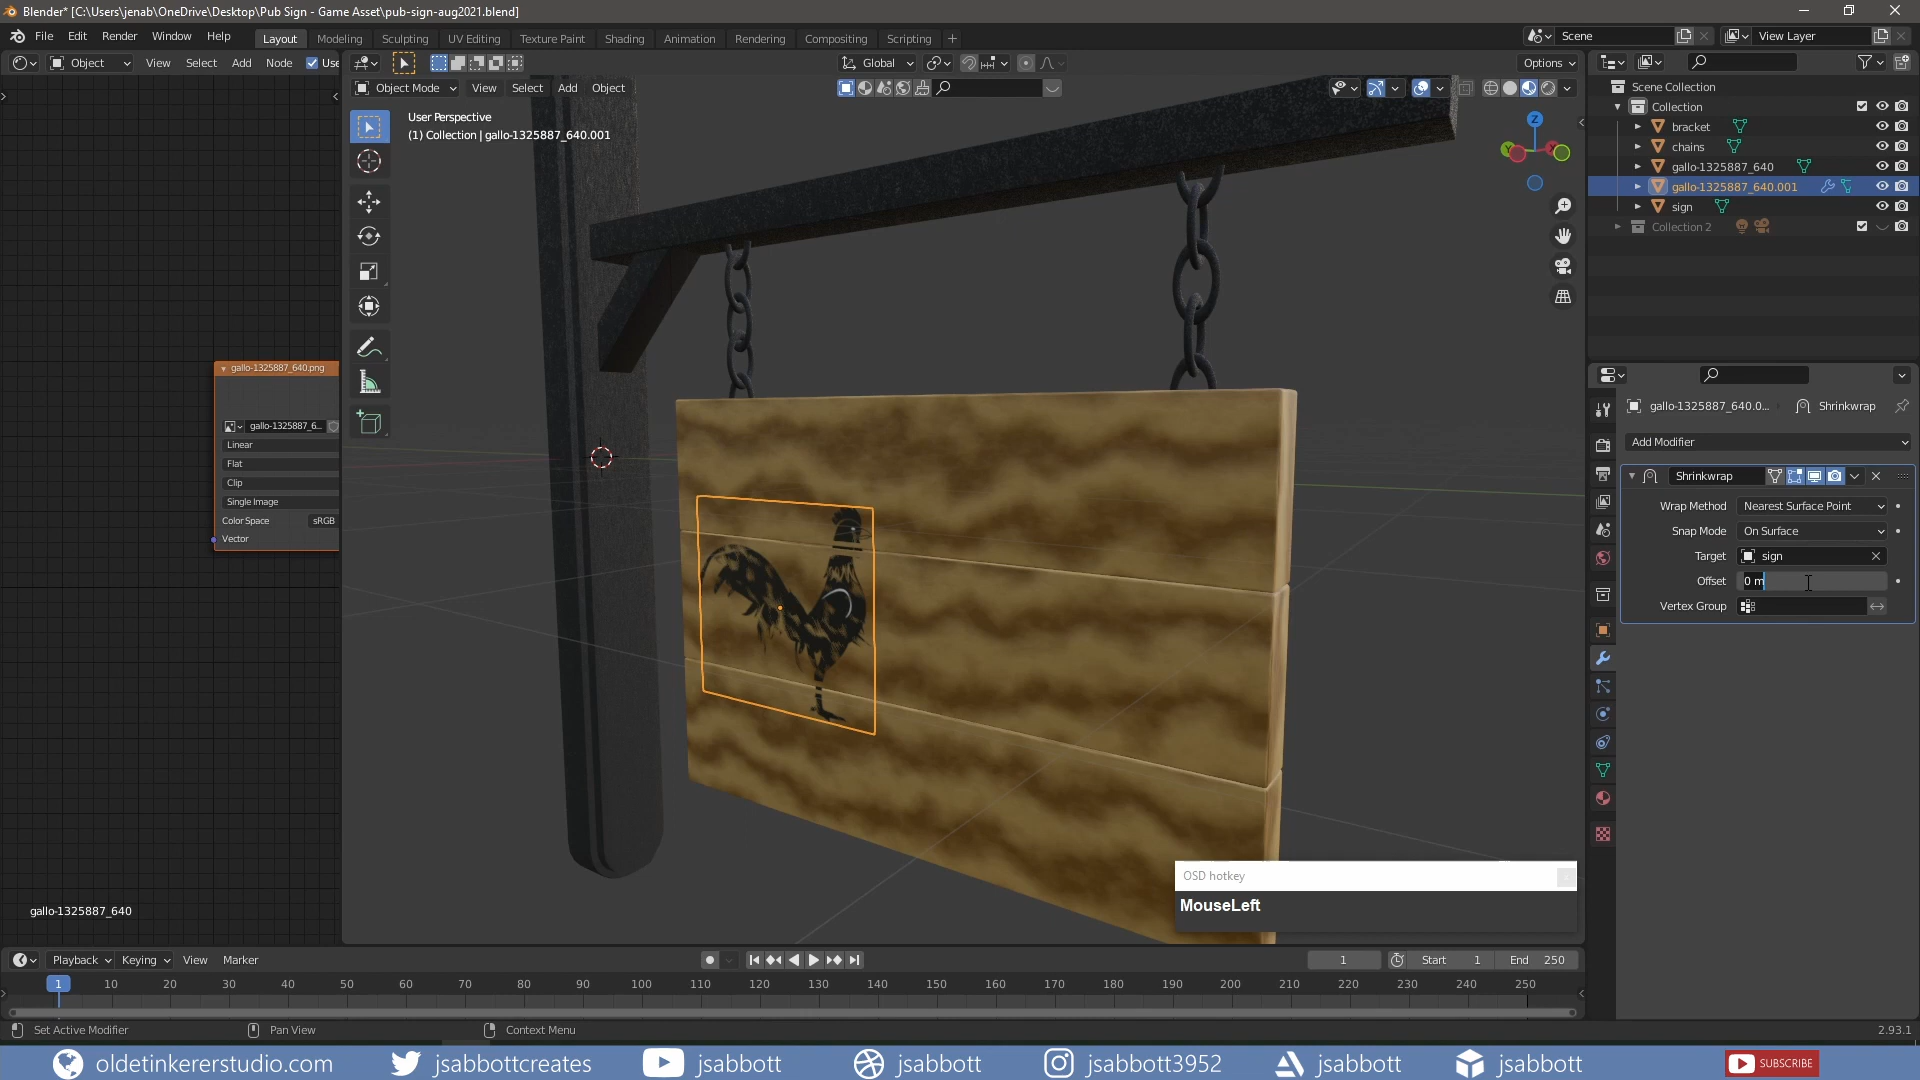 Blender* [C:\Users\jenab\OneDrive\Desktop\Pub Sign - Game Asset\pub-sign-aug2021.blend]
File Edit Render Window Help Layout Modeling Sculpting UV Editing Texture Paint Shading Animation Rendering Compositing Scripting + Scene View Layer
Object View Select Add Node Use Global Options
Object Mode View Select Add Object
User Perspective
(1) Collection | gallo-1325887_640.001
Z
Scene Collection
Collection
bracket
chains
gallo-1325887_640
gallo-1325887_640.001
sign
Collection 2
gallo-1325887_640.png
gallo-1325887_6...
Linear
Flat
Clip
Single Image
Color Space sRGB
Vector
gallo-1325887_640
gallo-1325887_640.0... Shrinkwrap
Add Modifier
Shrinkwrap
Wrap Method Nearest Surface Point
Snap Mode On Surface
Target sign
Offset 0 m
Vertex Group
OSD hotkey
MouseLeft
Playback Keying View Marker 1 Start 1 End 250
1 10 20 30 40 50 60 70 80 90 100 110 120 130 140 150 160 170 180 190 200 210 220 230 240 250
Set Active Modifier Pan View Context Menu 2.93.1
oldetinkererstudio.com jsabbottcreates jsabbott jsabbott jsabbott3952 jsabbott jsabbott SUBSCRIBE